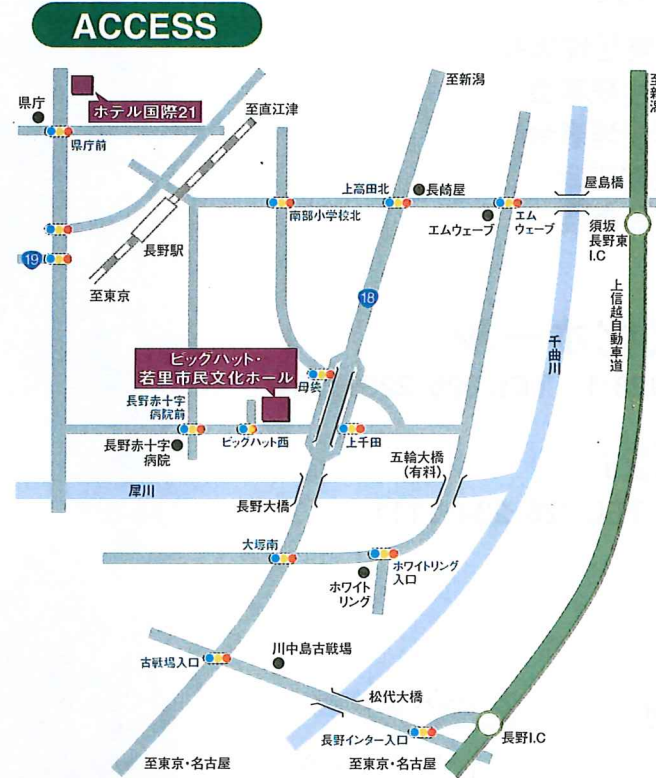 ACCESS
至新潟
至新潟
ホテル国際21
県庁
県庁前
至直江津
屋島橋
上高田北
長崎屋
南部小学校北
エムウェーブ
エム
ウェーブ
須坂
長野東
I.C
長野駅
19
至東京
18
上信越自動車道
千曲川
ビッグハット・
若里市民文化ホール
母袋
長野赤十字
病院前
長野赤十字
病院
ビッグハット西
上千田
五輪大橋
(有料)
犀川
長野大橋
大塚南
ホワイトリング
入口
ホワイト
リング
川中島古戦場
古戦場入口
松代大橋
長野インター入口
長野I.C
至東京・名古屋
至東京・名古屋